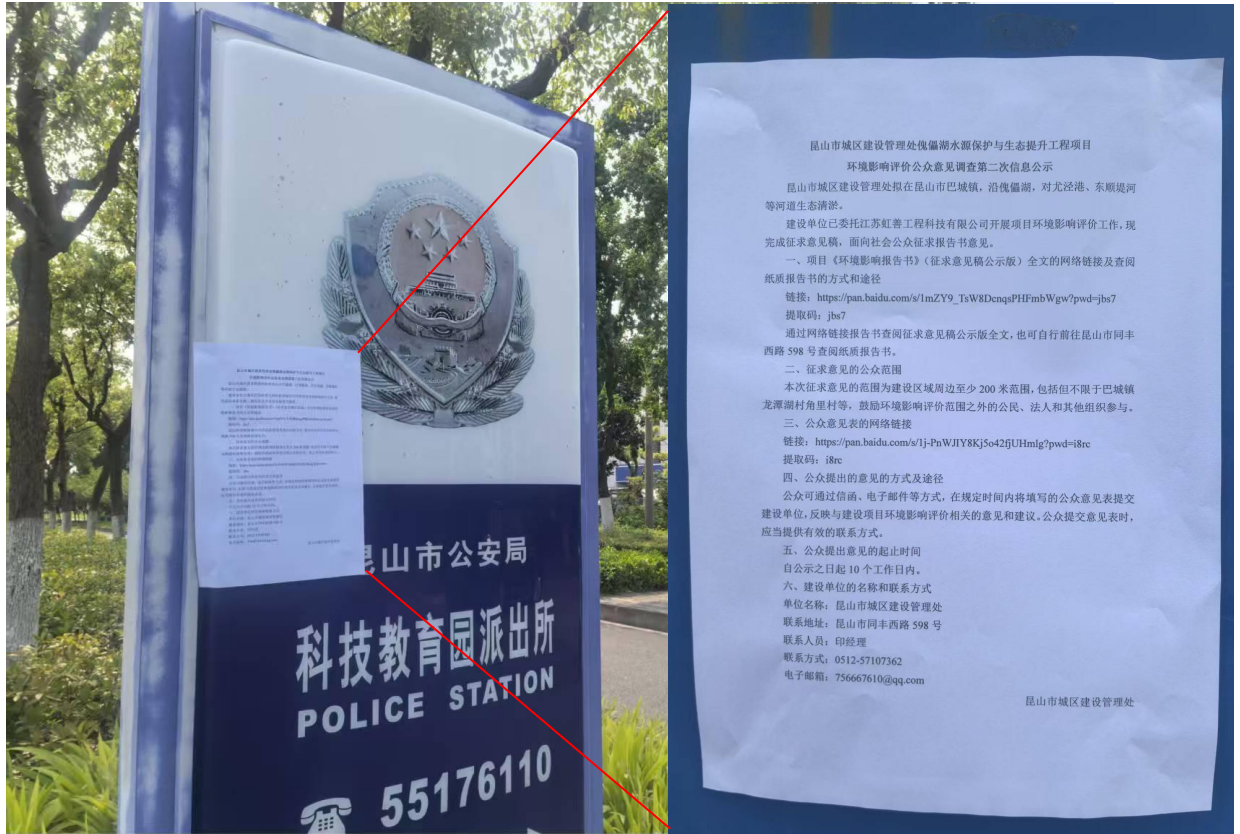 昆山市公安局
科技教育园派出所
POLICE STATION
55176110
昆山市城区建设管理处傀儡湖水源保护与生态提升工程项目
环境影响评价公众意见调查第二次信息公示
昆山市城区建设管理处拟在昆山市巴城镇，沿傀儡湖，对尤泾港、东顺堤河
等河道生态清淤。
建设单位已委托江苏虹善工程科技有限公司开展项目环境影响评价工作，现
完成征求意见稿，面向社会公众征求报告书意见。
一、项目《环境影响报告书》（征求意见稿公示版）全文的网络链接及查阅
纸质报告书的方式和途径
链接：https://pan.baidu.com/s/1mZY9_TsW8DcnqsPHFmbWgw?pwd=jbs7
提取码：jbs7
通过网络链接报告书查阅征求意见稿公示版全文，也可自行前往昆山市同丰
西路 598 号查阅纸质报告书。
二、征求意见的公众范围
本次征求意见的范围为建设区域周边至少 200 米范围，包括但不限于巴城镇
龙潭湖村角里村等，鼓励环境影响评价范围之外的公民、法人和其他组织参与。
三、公众意见表的网络链接
链接：https://pan.baidu.com/s/1j-PnWJIY8Kj5o42fjUHmlg?pwd=i8rc
提取码：i8rc
四、公众提出的意见的方式及途径
公众可通过信函、电子邮件等方式，在规定时间内将填写的公众意见表提交
建设单位，反映与建设项目环境影响评价相关的意见和建议。公众提交意见表时，
应当提供有效的联系方式。
五、公众提出意见的起止时间
自公示之日起 10 个工作日内。
六、建设单位的名称和联系方式
单位名称：昆山市城区建设管理处
联系地址：昆山市同丰西路 598 号
联系人员：印经理
联系方式：0512-57107362
电子邮箱：756667610@qq.com
昆山市城区建设管理处